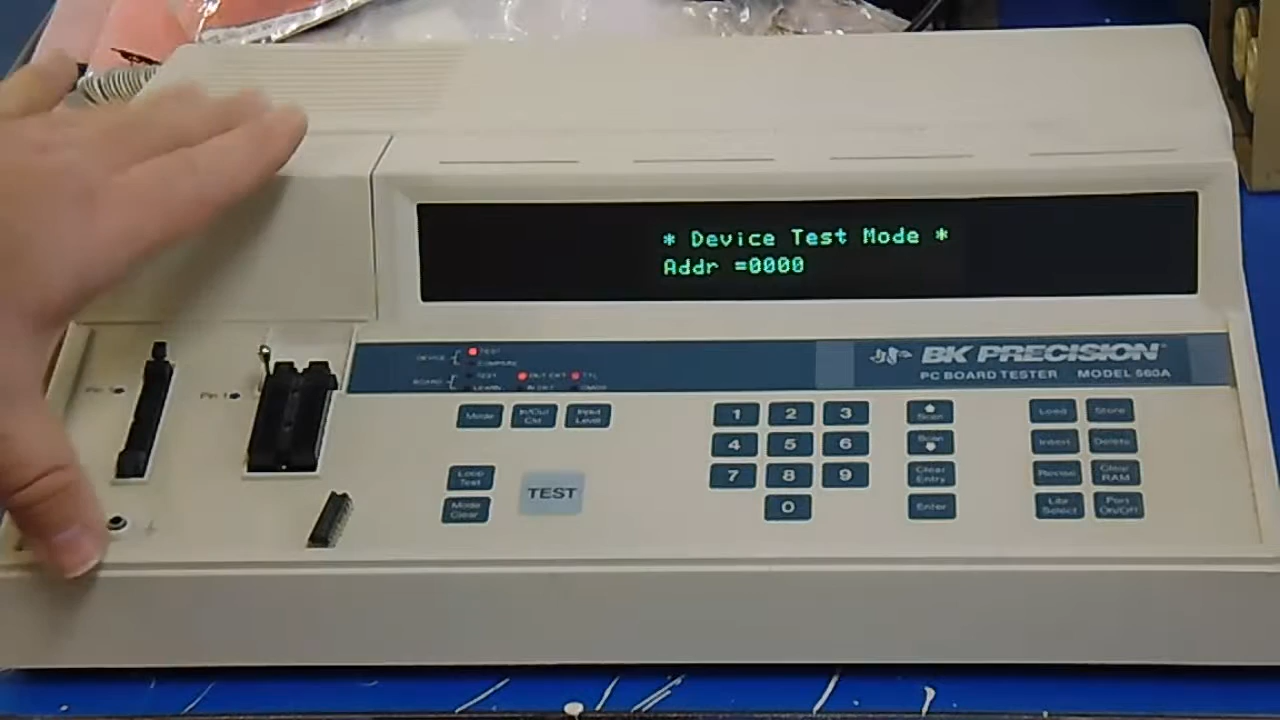 * Device Test Mode *
Addr =0000
DEVICE
TEST
COMPARE
BOARD
TEST
LEARN
OUT CKT
IN CKT
TTL
CMOS
BK PRECISION
PC BOARD TESTER MODEL 560A
Pin 1
Mode
In/Out Ckt
Input Level
Loop Test
Mode Clear
TEST
1 2 3
4 5 6
7 8 9
0
Scan
Scan
Clear Entry
Enter
Load Store
Insert Delete
Clear RAM
Libr Select
Port On/Off